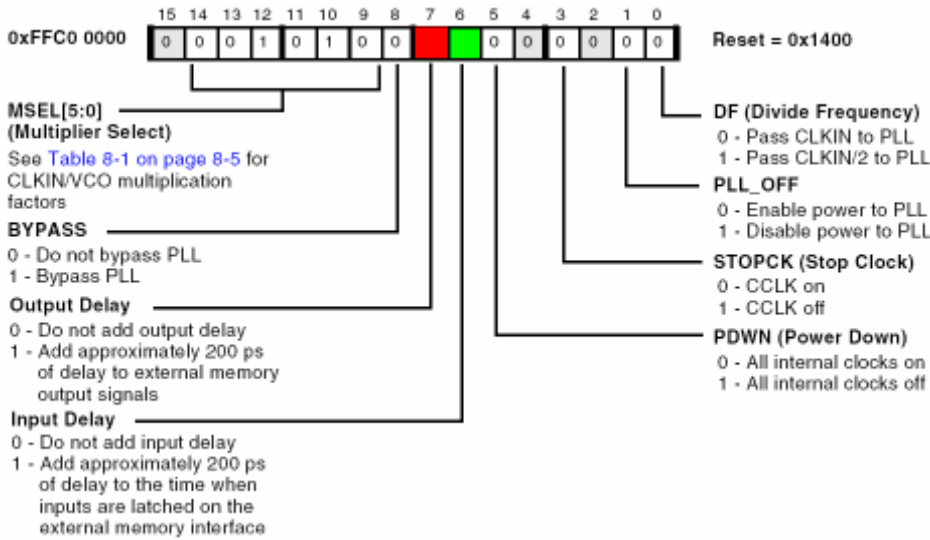 15 14 13 12 11 10 9 8 7 6 5 4 3 2 1 0
0xFFC0 0000 0 0 0 1 0 1 0 0 0 0 0 0 0 0 Reset = 0x1400
MSEL[5:0]
(Multiplier Select)
See Table 8-1 on page 8-5 for
CLKIN/VCO multiplication
factors
BYPASS
0 - Do not bypass PLL
1 - Bypass PLL
Output Delay
0 - Do not add output delay
1 - Add approximately 200 ps
of delay to external memory
output signals
Input Delay
0 - Do not add input delay
1 - Add approximately 200 ps
of delay to the time when
inputs are latched on the
external memory interface
DF (Divide Frequency)
0 - Pass CLKIN to PLL
1 - Pass CLKIN/2 to PLL
PLL_OFF
0 - Enable power to PLL
1 - Disable power to PLL
STOPCK (Stop Clock)
0 - CCLK on
1 - CCLK off
PDWN (Power Down)
0 - All internal clocks on
1 - All internal clocks off